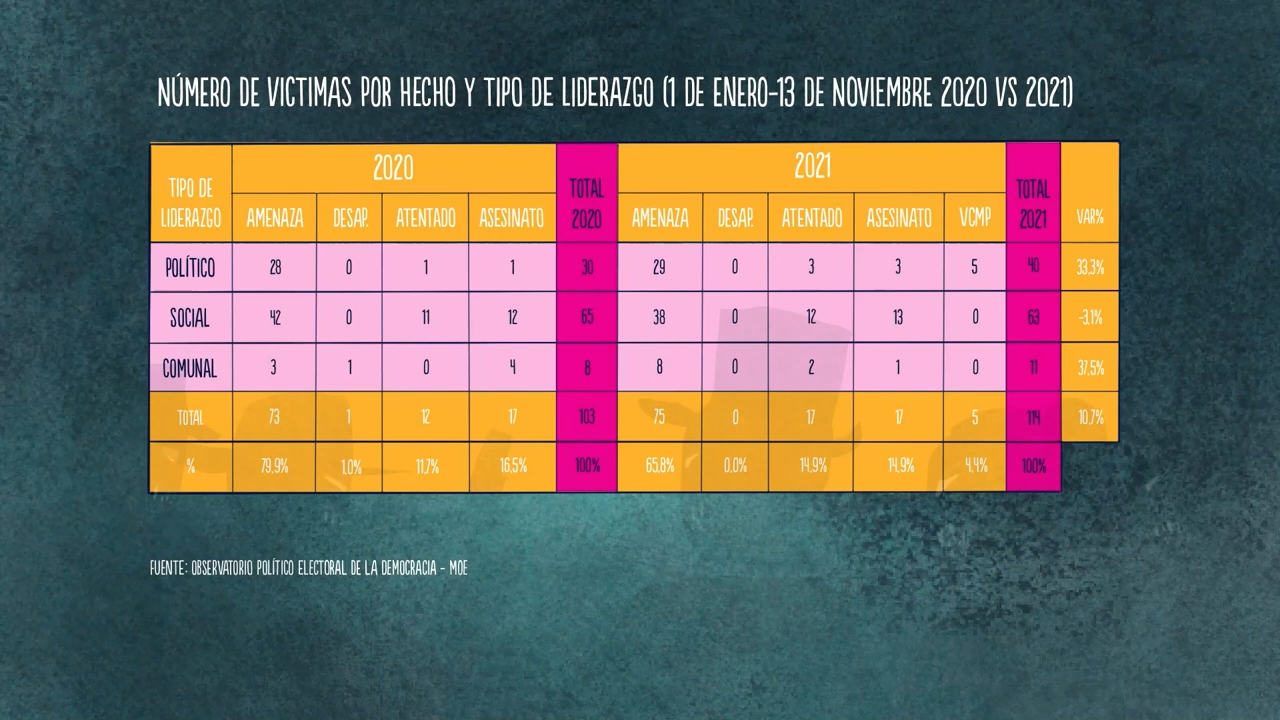 NÚMERO DE VICTIMAS POR HECHO Y TIPO DE LIDERAZGO (1 DE ENERO-13 DE NOVIEMBRE 2020 VS 2021)
TIPO DE LIDERAZGO 2020 TOTAL 2020 2021 TOTAL 2021 VAR%
AMENAZA DESAP. ATENTADO ASESINATO AMENAZA DESAP. ATENTADO ASESINATO VCMP
POLÍTICO 28 0 1 1 30 29 0 3 3 5 40 33,3%
SOCIAL 42 0 11 12 65 38 0 12 13 0 63 -3,1%
COMUNAL 3 1 0 4 8 8 0 2 1 0 11 37,5%
TOTAL 73 1 12 17 103 75 0 17 17 5 114 10,7%
% 79,9% 1,0% 11,7% 16,5% 100% 65,8% 0,0% 14,9% 14,9% 4,4% 100%
FUENTE: OBSERVATORIO POLÍTICO ELECTORAL DE LA DEMOCRACIA - MOE